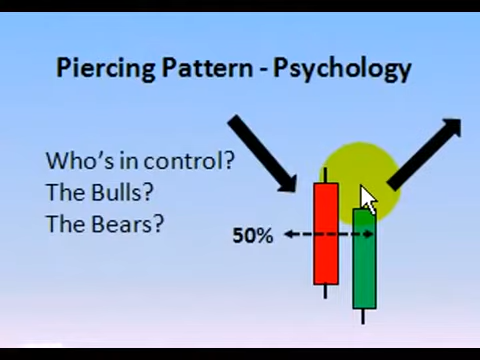 Piercing Pattern - Psychology
Who's in control?
The Bulls?
The Bears?
50%